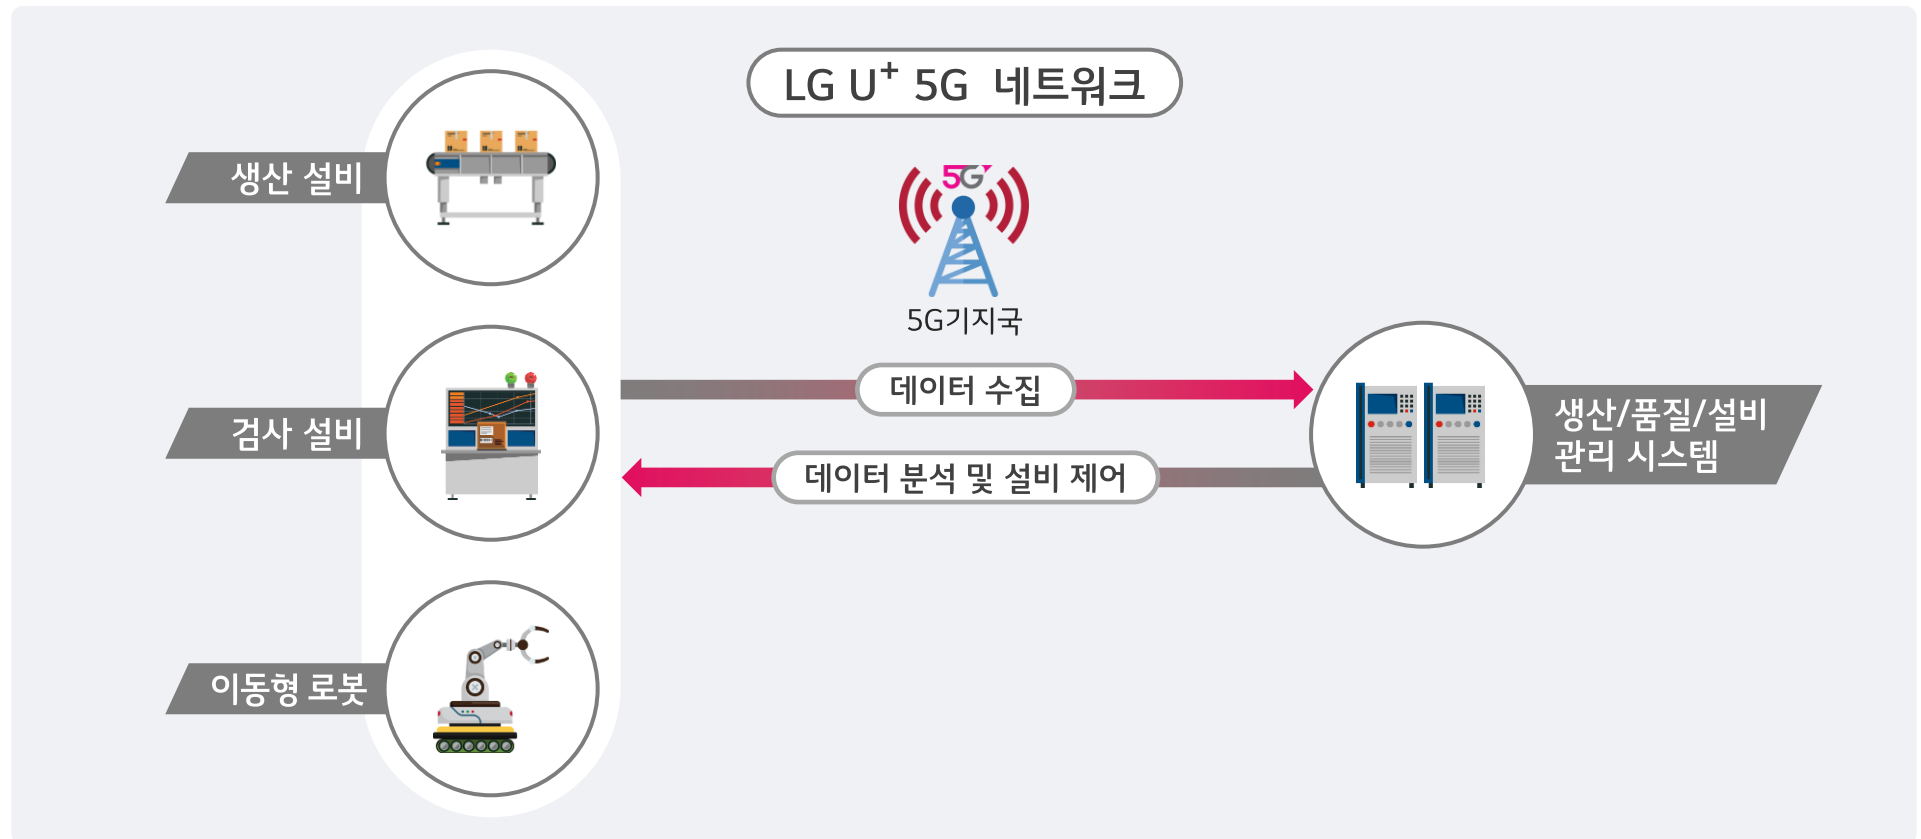 LG U+ 5G 네트워크
생산 설비
5G
5G기지국
데이터 수집
검사 설비
생산/품질/설비
관리 시스템
데이터 분석 및 설비 제어
이동형 로봇